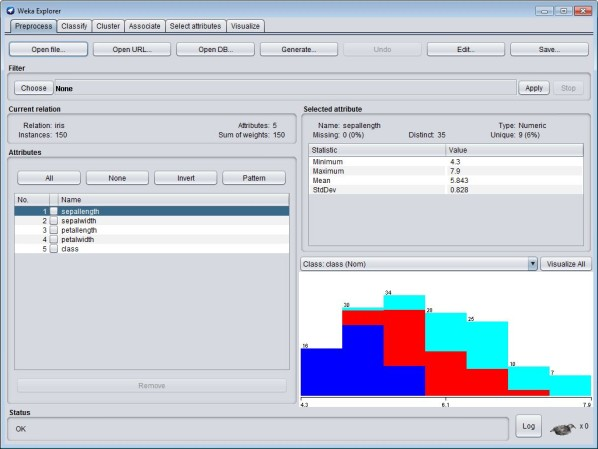 Weka Explorer
Preprocess Classify Cluster Associate Select attributes Visualize
Open file... Open URL... Open DB... Generate... Undo Edit... Save...
Filter
Choose None Apply Stop
Current relation
Relation: iris Attributes: 5
Instances: 150 Sum of weights: 150
Selected attribute
Name: sepallength Type: Numeric
Missing: 0 (0%) Distinct: 35 Unique: 9 (6%)
Statistic Value
Minimum 4.3
Maximum 7.9
Mean 5.843
StdDev 0.828
Attributes
All None Invert Pattern
No. Name
1 sepallength
2 sepalwidth
3 petallength
4 petalwidth
5 class
Remove
Class: class (Nom) Visualize All
16 30 34 28 25 10 7
4.3 6.1 7.9
Status
OK
Log x 0